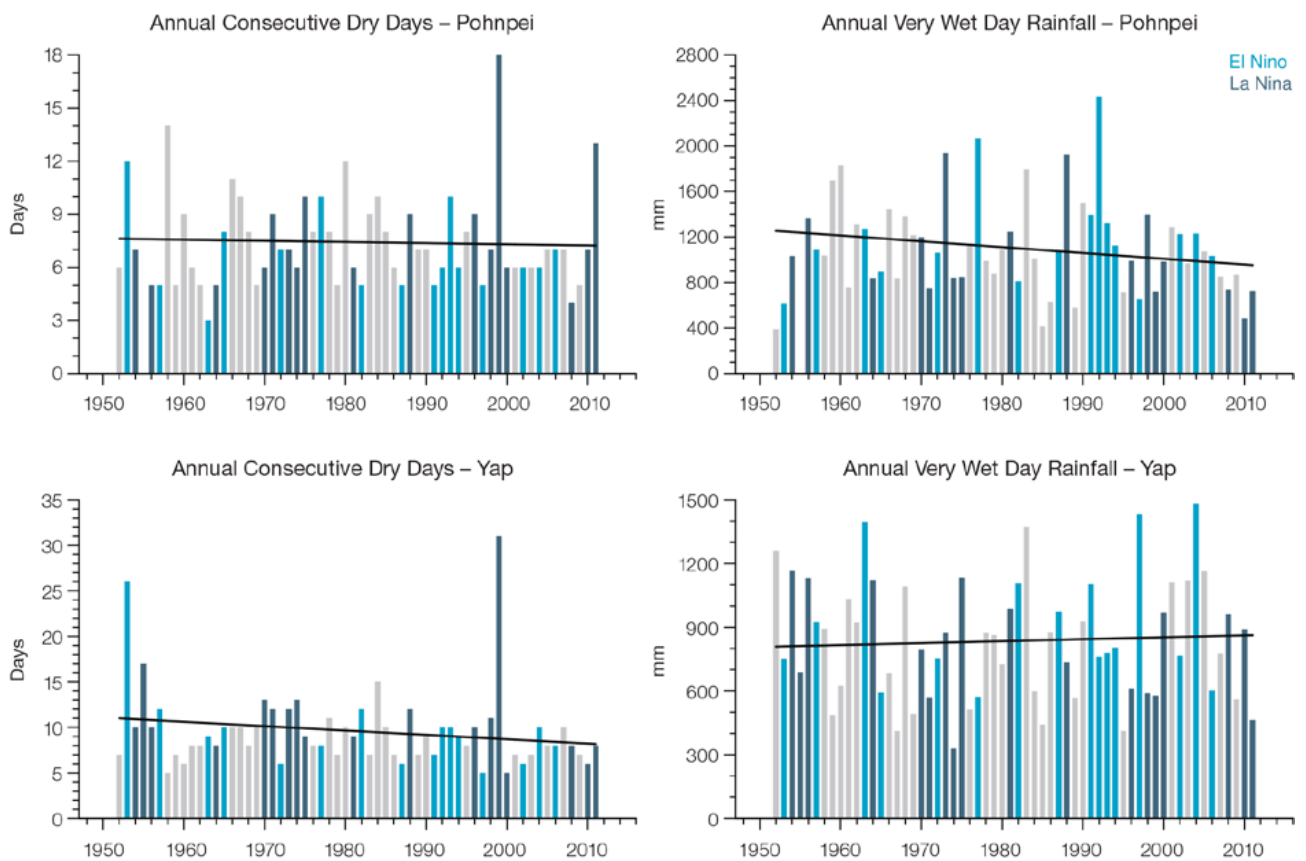 Annual Consecutive Dry Days – Pohnpei
18
15
12
9
6
3
0
Days
1950 1960 1970 1980 1990 2000 2010
Annual Very Wet Day Rainfall – Pohnpei
El Nino
La Nina
2800
2400
2000
1600
1200
800
400
0
mm
1950 1960 1970 1980 1990 2000 2010
Annual Consecutive Dry Days – Yap
35
30
25
20
15
10
5
0
Days
1950 1960 1970 1980 1990 2000 2010
Annual Very Wet Day Rainfall – Yap
1500
1200
900
600
300
0
mm
1950 1960 1970 1980 1990 2000 2010